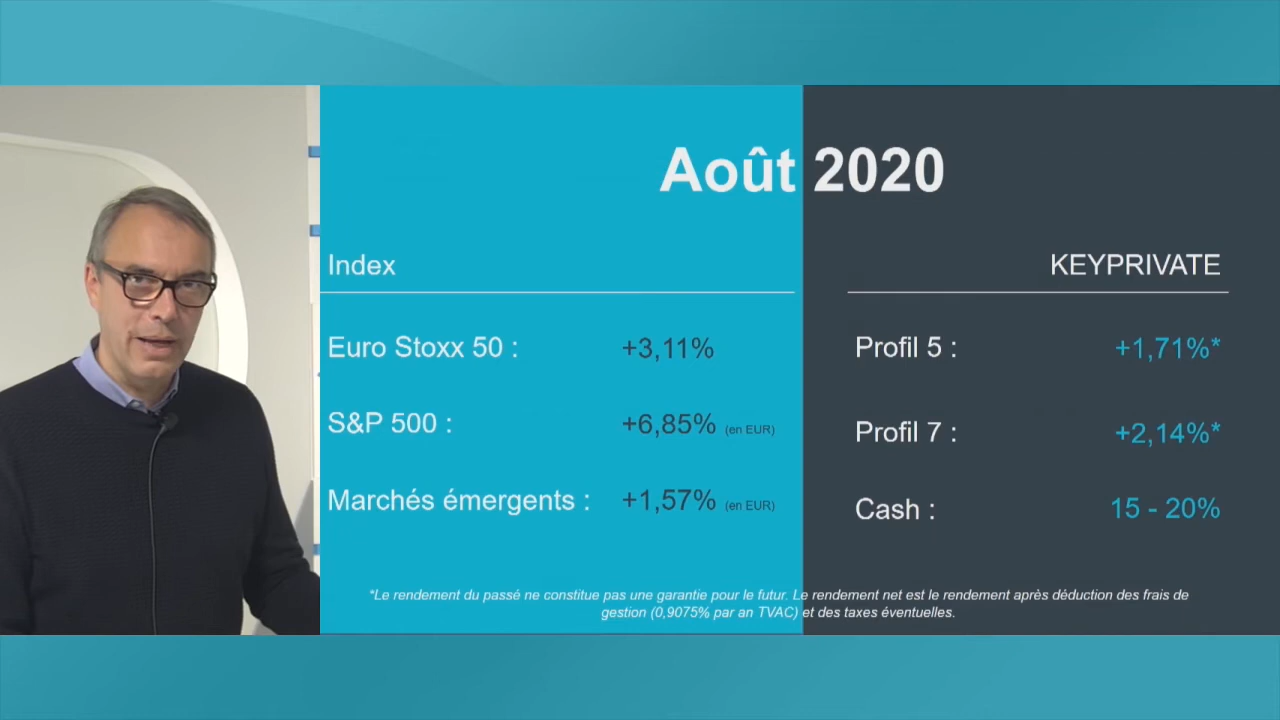 Août 2020
Index
KEYPRIVATE
Euro Stoxx 50 : +3,11%
Profil 5 : +1,71%*
S&P 500 : +6,85% (en EUR)
Profil 7 : +2,14%*
Marchés émergents : +1,57% (en EUR)
Cash : 15 - 20%
*Le rendement du passé ne constitue pas une garantie pour le futur. Le rendement net est le rendement après déduction des frais de
gestion (0,9075% par an TVAC) et des taxes éventuelles.